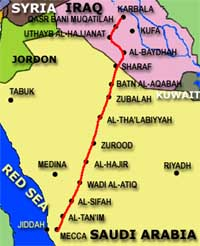 SYRIA
IRAQ
KARBALA
QASR BANI MUQATILAH
KUFA
UTHAYB AL-HAJJANAT
AL-BAYDHAH
JORDON
SHARAF
BATN AL-AQABAH
KUWAIT
TABUK
ZUBALAH
AL-THA'LABIYYAH
ZUROOD
MEDINA
AL-HAJIR
RIYADH
RED SEA
WADI AL-ATIQ
AL-SIFAH
JIDDAH
AL-TAN'IM
MECCA
SAUDI ARABIA